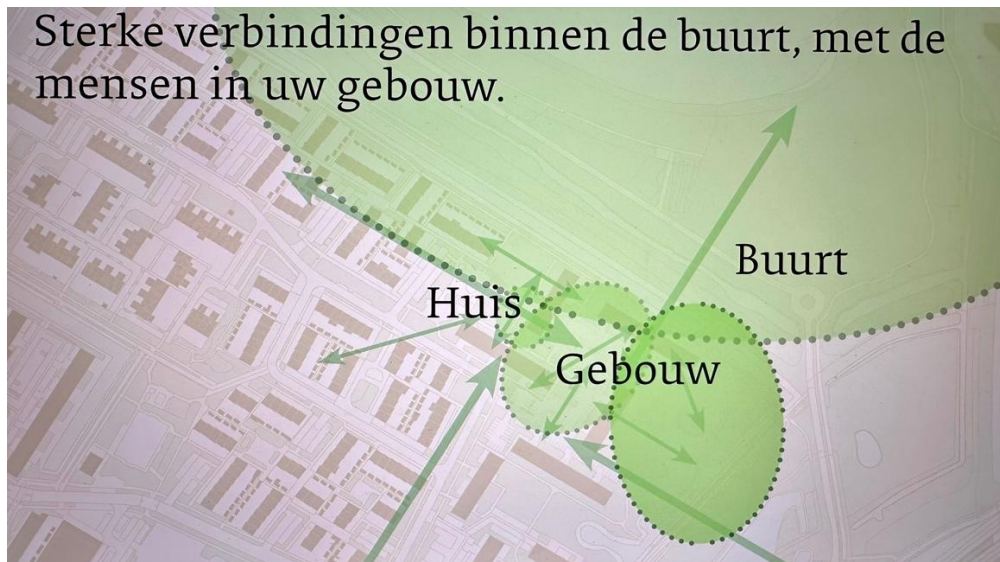 Sterke verbindingen binnen de buurt, met de
mensen in uw gebouw.
Buurt
Huis
Gebouw